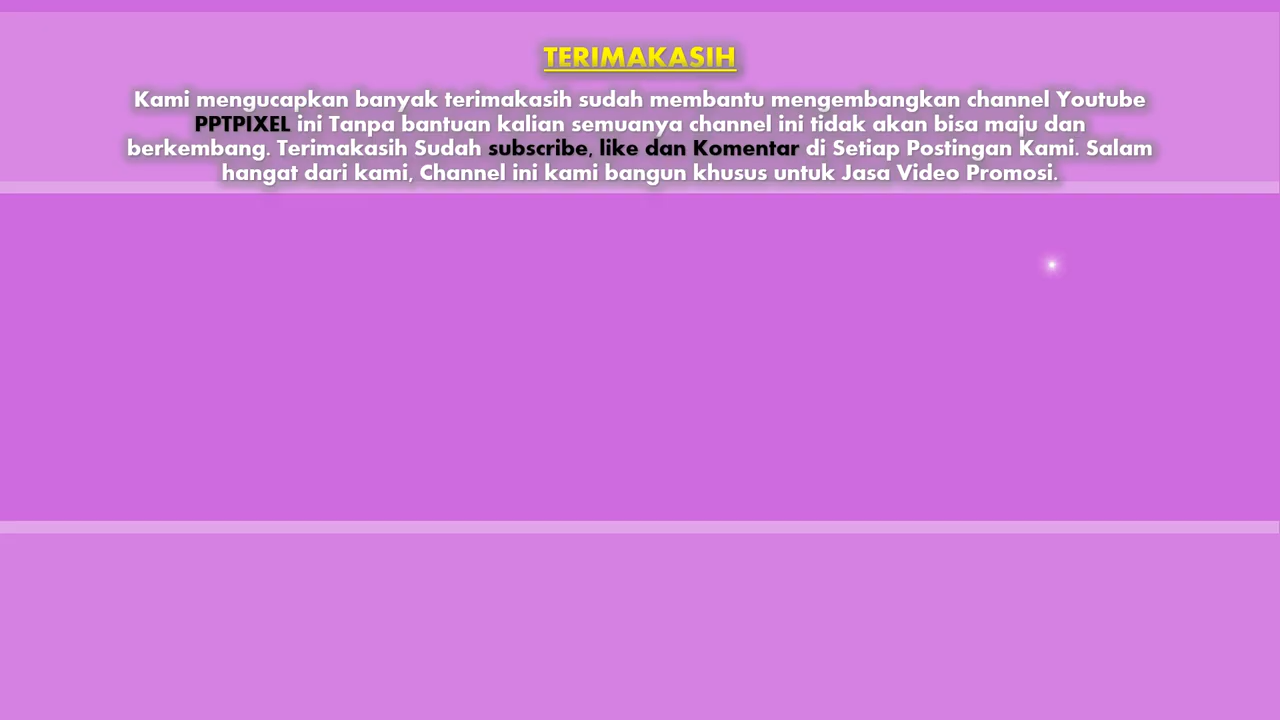 TERIMAKASIH
Kami mengucapkan banyak terimakasih sudah membantu mengembangkan channel Youtube
PPTPIXEL ini Tanpa bantuan kalian semuanya channel ini tidak akan bisa maju dan
berkembang. Terimakasih Sudah subscribe, like dan Komentar di Setiap Postingan Kami. Salam
hangat dari kami, Channel ini kami bangun khusus untuk Jasa Video Promosi.